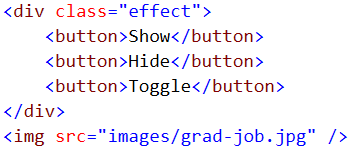 <div class="effect">
    <button>Show</button>
    <button>Hide</button>
    <button>Toggle</button>
</div>
<img src="images/grad-job.jpg" />